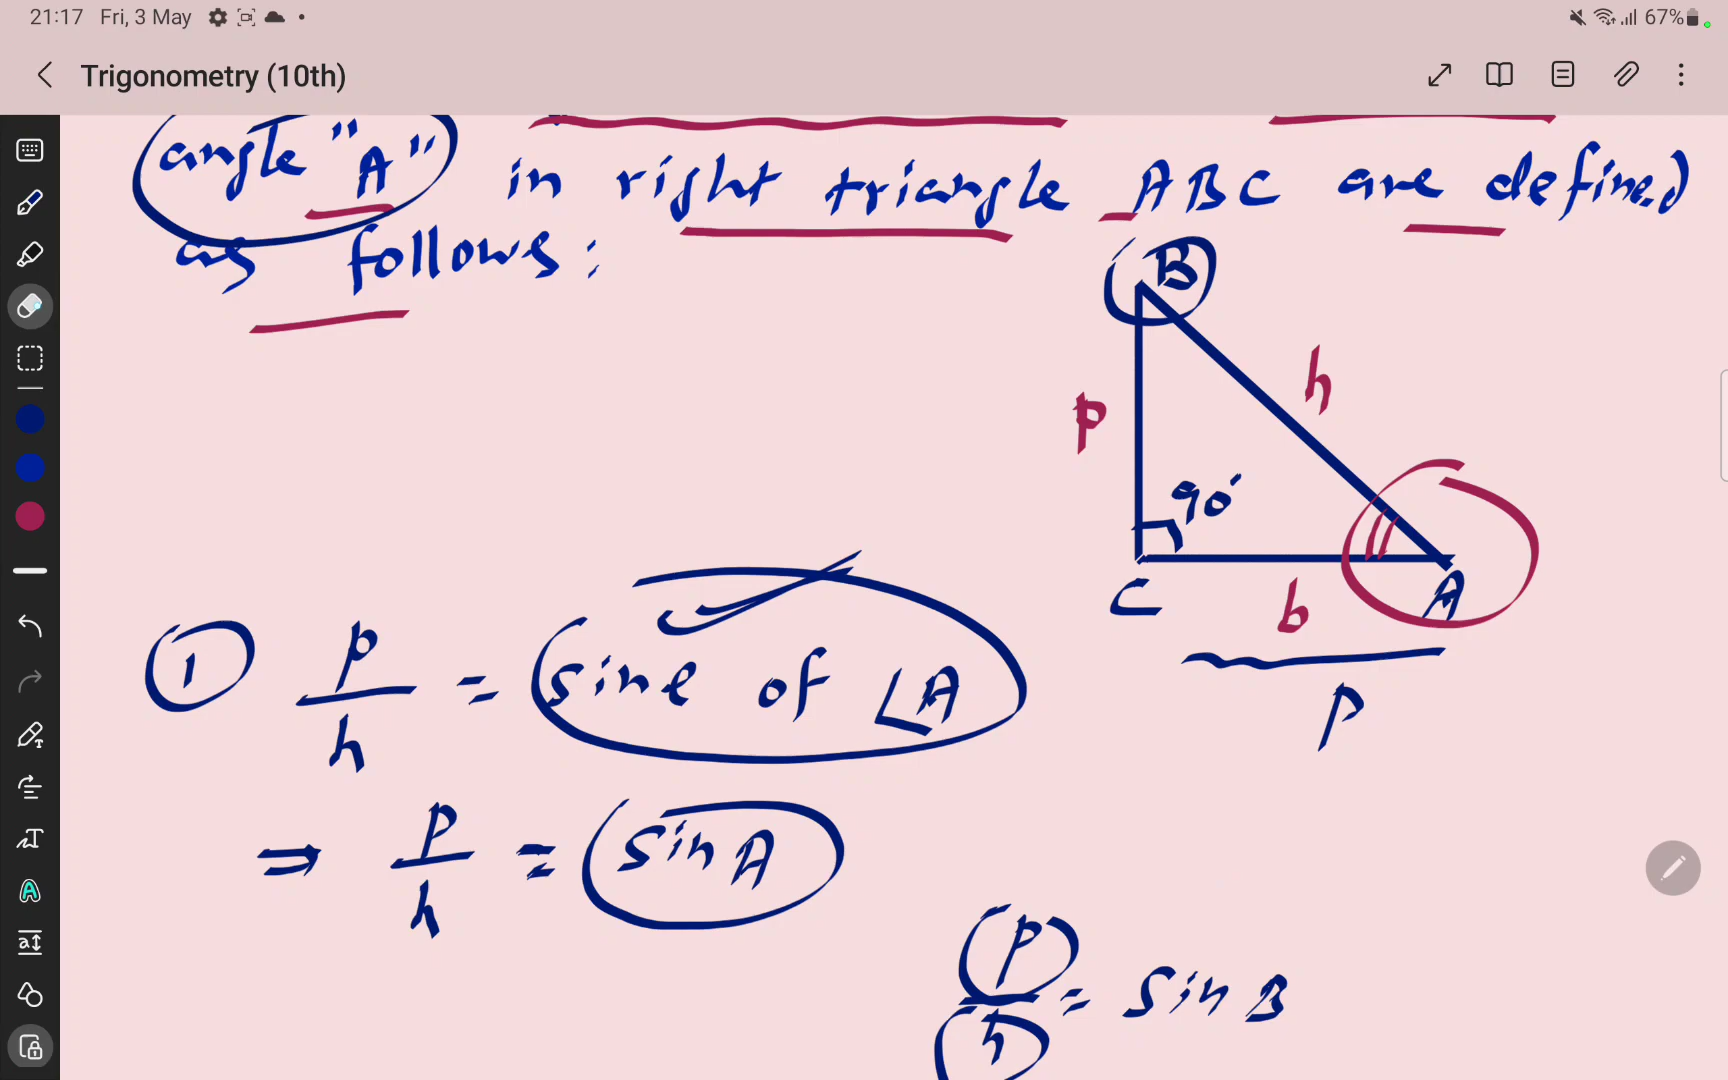 21:17 Fri, 3 May
67%
Trigonometry (10th)
angle "A" in right triangle ABC are defined
as follows:
B
h
p
90°
C
b
A
p
① p/h = sine of ∠A
⇒ p/h = sin A
p/h = sin B